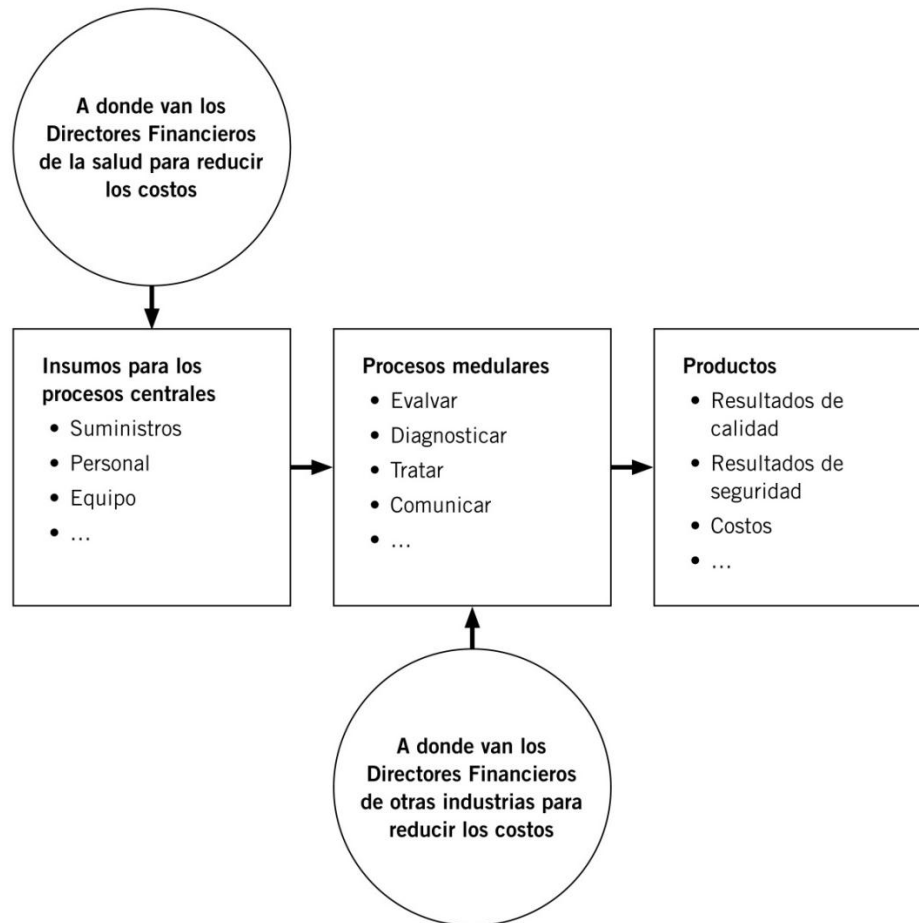 A donde van los
Directores Financieros
de la salud para reducir
los costos
Insumos para los
procesos centrales
• Suministros
• Personal
• Equipo
• ...
Procesos medulares
• Evalvar
• Diagnosticar
• Tratar
• Comunicar
• ...
Productos
• Resultados de
calidad
• Resultados de
seguridad
• Costos
• ...
A donde van los
Directores Financieros
de otras industrias para
reducir los costos